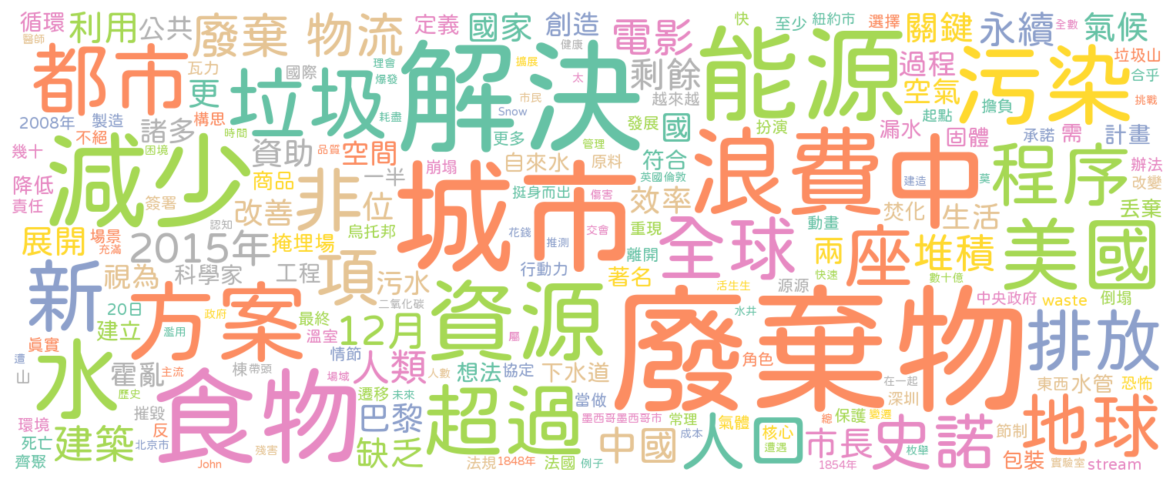 循環 利用 公共 廢棄 物流 定義 國家 創造 電影 快 至少 紐約市 選擇 關鍵 永續 氣候
醫師 瓦力 國際 理會 爆發 健康 擴展 太 剩餘 越來越 能源 過程 空氣 污染 垃圾山 合乎 全數
都市 垃圾 更 解決 耗盡 市民 Snow 更多 發展 國 扮演 漏水 擔負 起點 固體 承諾 需 計畫 挑戰
2008年 製造 構思 不絕 諸多 時間 資助 品質 空間 崩塌 自來水 原料 管理 符合 英國倫敦 浪費 中 程序 辦法 改變
幾十 困境 降低 責任 減少 簽署 商品 改善 非 一半 位 城市 挺身而出 傷害 效率 重現 動畫 建造 莫 焚化 生活 丟棄
展開 場景 充滿 認知 2015年 掩埋場 烏托邦 花錢 推測 交會 行動力 著名 離開 全球 兩 座 堆積 美國
新 視為 科學家 工程 項 污水 二氧化碳 資源 活生生 快速 源源 數十億 中央政府 waste 倒塌
20日 建立 方案 濫用 政府 最終 溫室 12月 屬 廢棄物 水井 排放
真實 遭 山 水 霍亂 主流 棟 帶頭 情節 人類 想法 協定 下水道 角色 在一起 深圳 東西 水管 恐怖
歷史 摧毀 食物 場域 遷移 未來 巴黎 人數 超過 當做 墨西哥墨西哥市 常理 氣體 總 保護 變遷 地球
環境 死亡 齊聚 建築 反 北京市 John 殘害 缺乏 法規 1848年 法國 例子 中國 成本 人口 核心 遭遇 1854年 市長 枚舉 史諾 節制 包裝 實驗室 stream